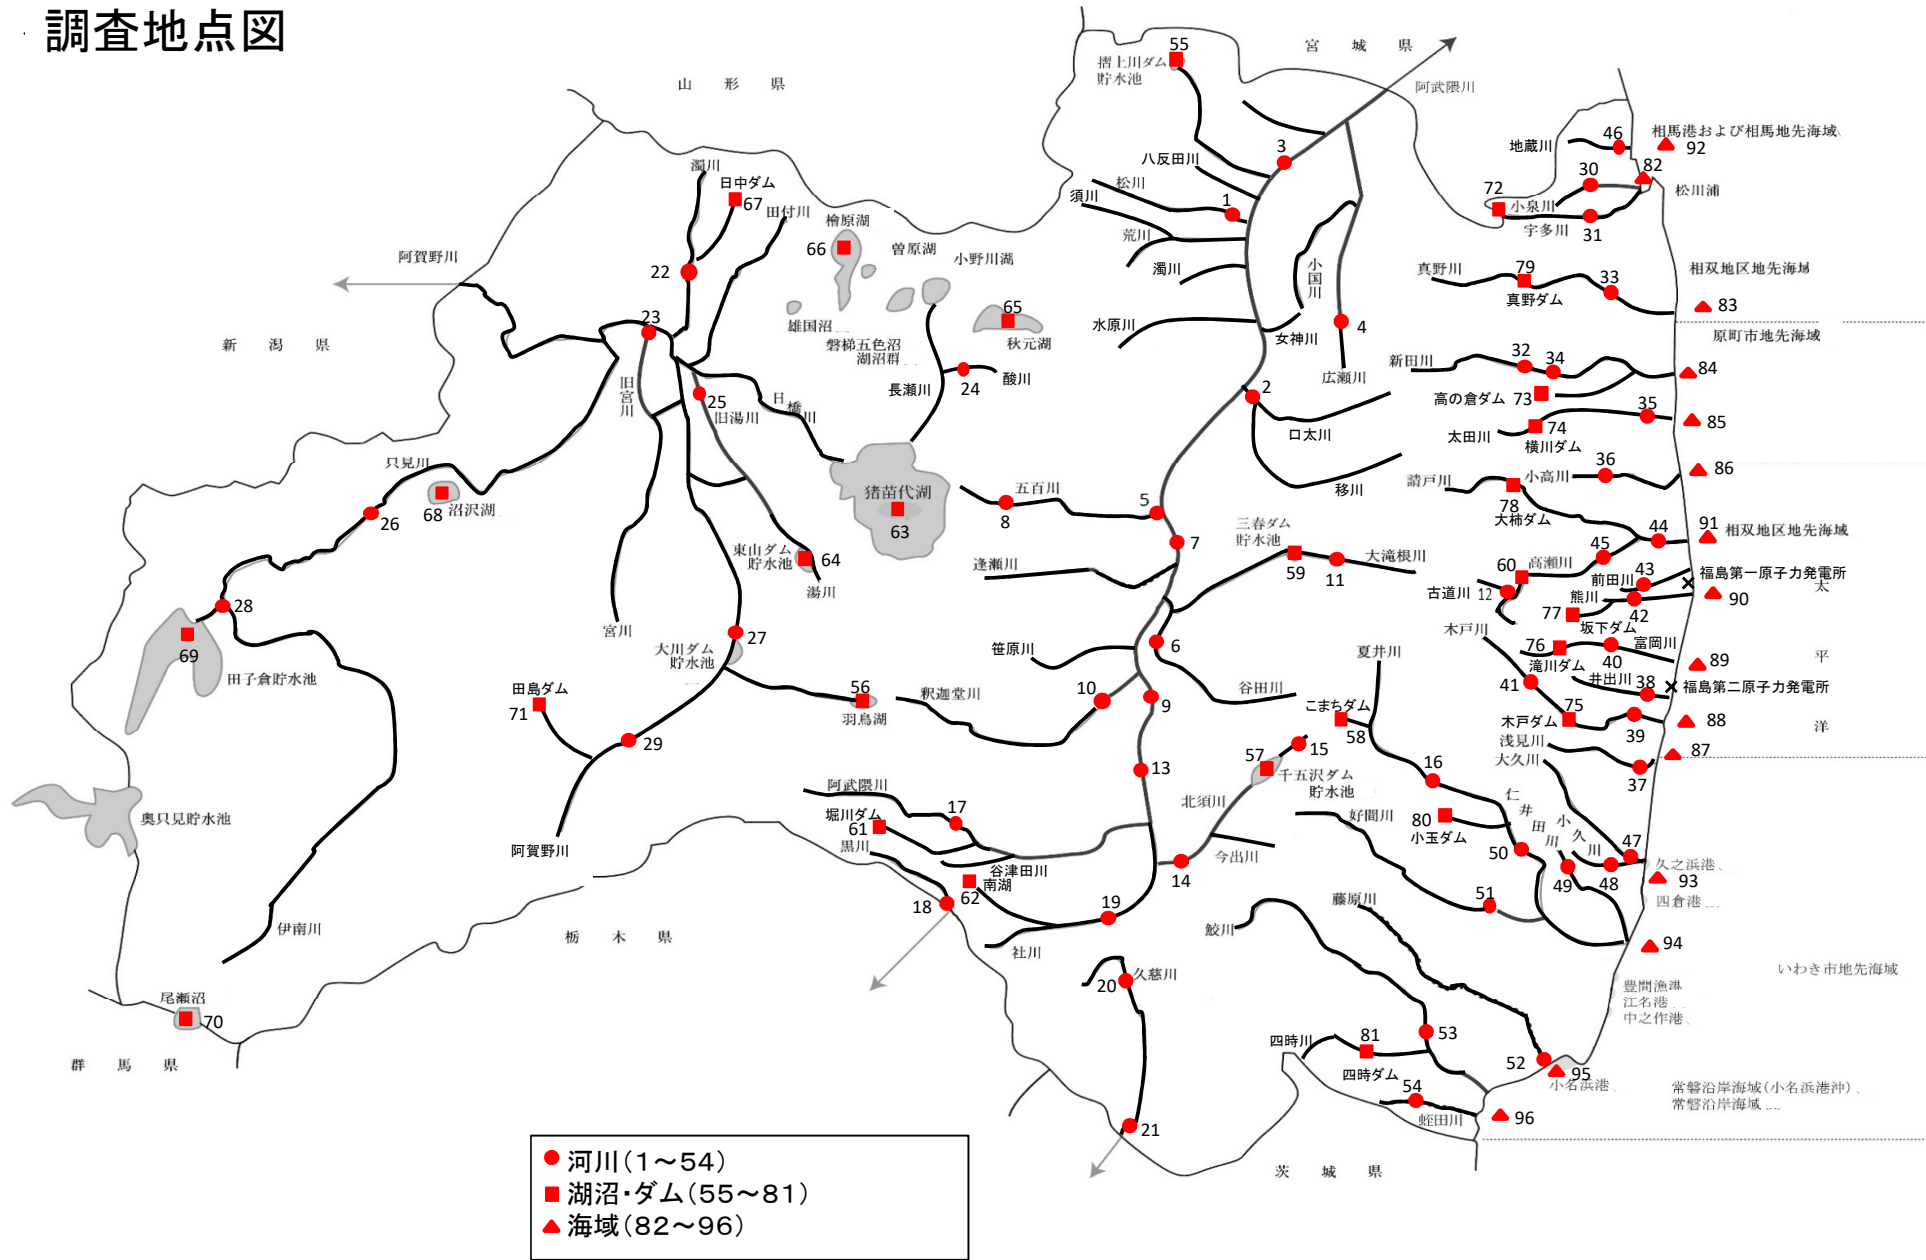 調査地点図
宮 城 県
山 形 県
新 潟 県
群 馬 県
栃 木 県
茨 城 県
太
平
洋
55
摺上川ダム
貯水池
阿武隈川
3
八反田川
松川
須川
1
荒川
濁川
小国川
水原川
女神川
4
広瀬川
2
口太川
移川
地蔵川
46
相馬港および相馬地先海域
92
30
82
松川浦
72
小泉川
宇多川
31
真野川
79
真野ダム
33
相双地区地先海域
83
原町市地先海域
新田川
32
34
84
高の倉ダム
73
35
太田川
74
横川ダム
85
36
小高川
86
請戸川
78
大柿ダム
44
91
相双地区地先海域
45
60
高瀬川
43
前田川
福島第一原子力発電所
古道川
12
熊川
42
90
77
坂下ダム
木戸川
76
滝川ダム
40
富岡川
89
井出川
38
福島第二原子力発電所
41
75
木戸ダム
39
88
浅見川
87
大久川
37
濁川
日中ダム
67
田付川
檜原湖
66
曽原湖
小野川湖
阿賀野川
22
雄国沼
磐梯五色沼
湖沼群
65
秋元湖
23
旧宮川
25
旧湯川
日橋川
長瀬川
24
酸川
只見川
68
沼沢湖
26
猪苗代湖
63
五百川
8
5
7
逢瀬川
三春ダム
貯水池
59
11
大滝根川
東山ダム
貯水池
64
湯川
宮川
28
69
田子倉貯水池
27
大川ダム
貯水池
6
笹原川
谷田川
夏井川
田島ダム
71
56
羽鳥湖
釈迦堂川
10
9
こまちダム
58
29
13
57
15
千五沢ダム
貯水池
16
奥只見貯水池
阿賀野川
阿武隈川
堀川ダム
61
17
黒川
谷津田川
北須川
今出川
14
好間川
80
小玉ダム
仁井田川
小久川
50
49
48
47
久之浜港
93
四倉港
南湖
62
18
19
社川
伊南川
鮫川
藤原川
51
94
いわき市地先海域
20
久慈川
豊間漁港
江名港
中之作港
尾瀬沼
70
四時川
81
四時ダム
53
52
95
小名浜港
常磐沿岸海域(小名浜港沖)
常磐沿岸海域
54
蛭田川
96
21
河川(1～54)
湖沼・ダム(55～81)
海域(82～96)